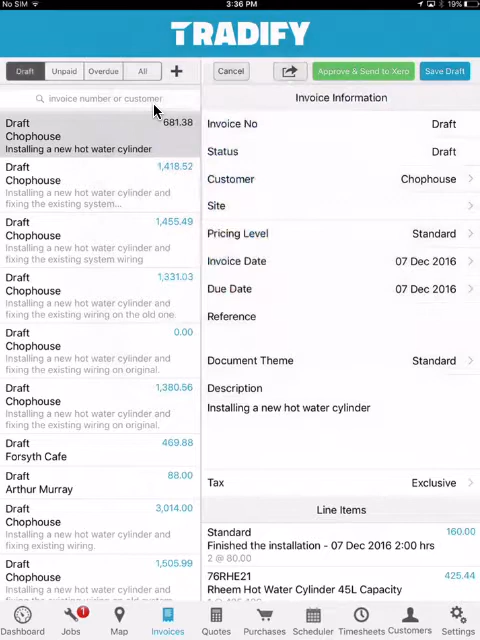 No SIM
3:36 PM
19%
TRADIFY
Draft
Unpaid
Overdue
All
+
invoice number or customer
Draft
681.38
Chophouse
Installing a new hot water cylinder
Draft
1,418.52
Chophouse
Installing a new hot water cylinder and
fixing the existing system...
Draft
1,455.49
Chophouse
Installing a new hot water cylinder and
fixing the existing system wiring
Draft
1,331.03
Chophouse
Installing a new hot water cylinder and
fixing the existing wiring on the old one.
Draft
0.00
Chophouse
Installing a new hot water cylinder and
fixing the existing wiring on original.
Draft
1,380.56
Chophouse
Installing a new hot water cylinder and
fixing the existing wiring on original.
Draft
469.88
Forsyth Cafe
Draft
88.00
Arthur Murray
Draft
3,014.00
Chophouse
Installing a new hot water cylinder and
fixing existing wiring.
Draft
1,505.99
Chophouse
Installing a new hot water cylinder and
Cancel
Approve & Send to Xero
Save Draft
Invoice Information
Invoice No
Draft
Status
Draft
Customer
Chophouse
Site
Pricing Level
Standard
Invoice Date
07 Dec 2016
Due Date
07 Dec 2016
Reference
Document Theme
Standard
Description
Installing a new hot water cylinder
Tax
Exclusive
Line Items
Standard
160.00
Finished the installation - 07 Dec 2016 2:00 hrs
2 @ 80.00
76RHE21
425.44
Rheem Hot Water Cylinder 45L Capacity
Dashboard
1
Jobs
Map
Invoices
Quotes
Purchases
Scheduler
Timesheets
Customers
Settings